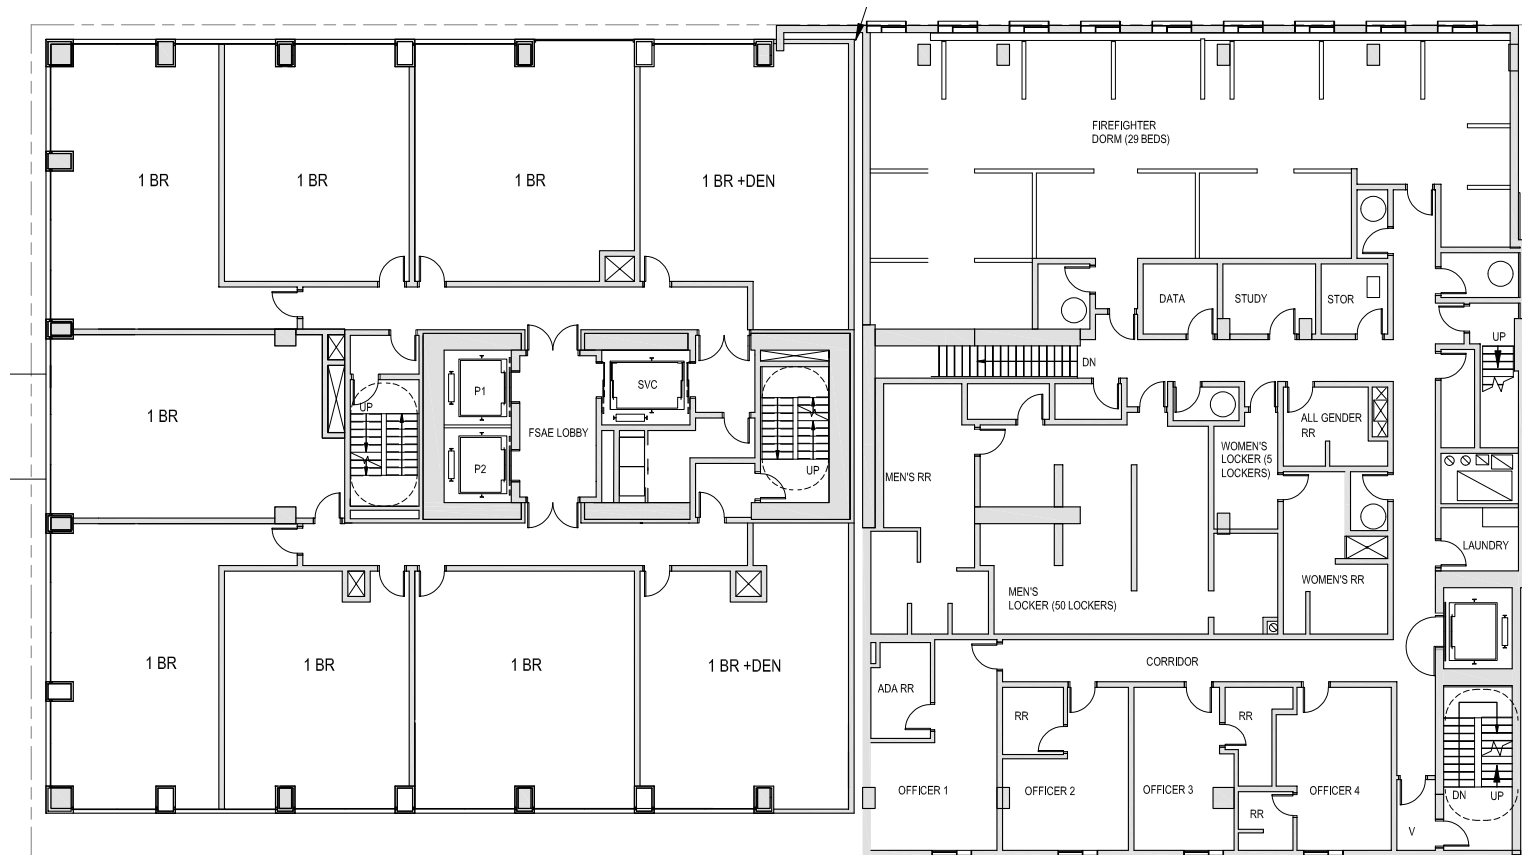 FIREFIGHTER
DORM (29 BEDS)
1 BR
1 BR
1 BR
1 BR +DEN
DATA
STUDY
STOR
UP
DN
P1
SVC
UP
1 BR
FSAE LOBBY
P2
UP
ALL GENDER
RR
WOMEN'S
LOCKER (5
LOCKERS)
MEN'S RR
LAUNDRY
WOMEN'S RR
MEN'S
LOCKER (50 LOCKERS)
1 BR
1 BR
1 BR
1 BR +DEN
CORRIDOR
ADA RR
RR
RR
OFFICER 1
OFFICER 2
OFFICER 3
OFFICER 4
DN
UP
RR
V